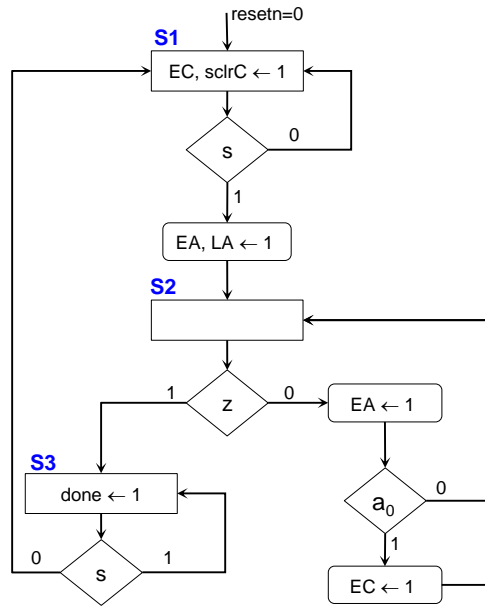 resetn=0
S1
EC, sclrC ← 1
s
0
1
EA, LA ← 1
S2
z
1
0
EA ← 1
S3
done ← 1
a0
0
1
s
0
1
EC ← 1